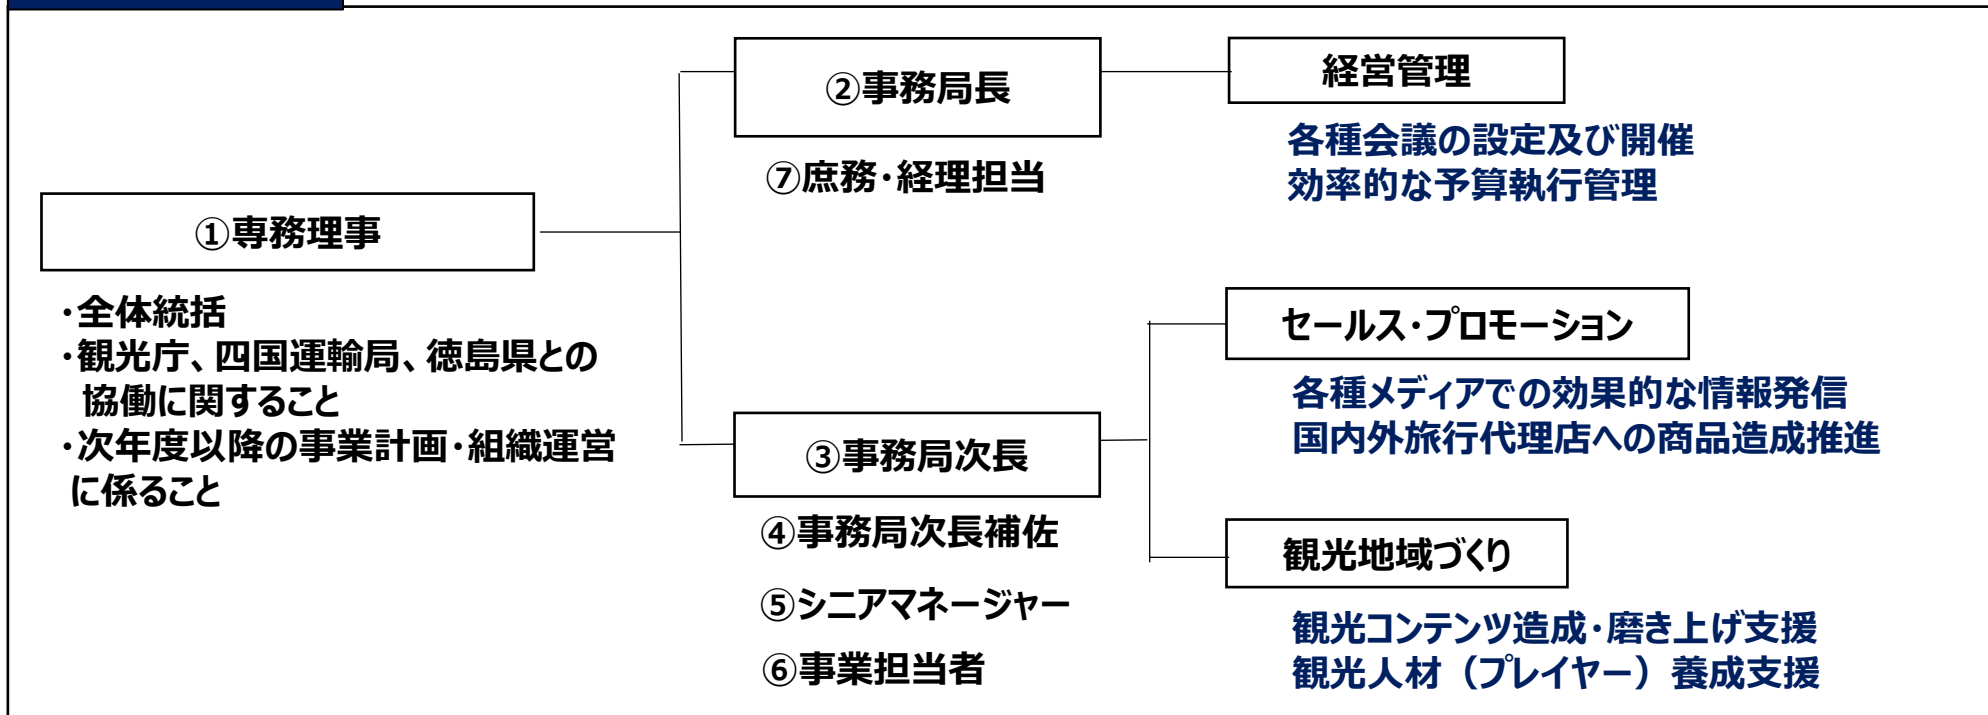 ①専務理事
・全体統括
・観光庁、四国運輸局、徳島県との
協働に関すること
・次年度以降の事業計画・組織運営
に係ること
②事務局長
⑦庶務・経理担当
③事務局次長
④事務局次長補佐
⑤シニアマネージャー
⑥事業担当者
経営管理
各種会議の設定及び開催
効率的な予算執行管理
セールス・プロモーション
各種メディアでの効果的な情報発信
国内外旅行代理店への商品造成推進
観光地域づくり
観光コンテンツ造成・磨き上げ支援
観光人材（プレイヤー）養成支援